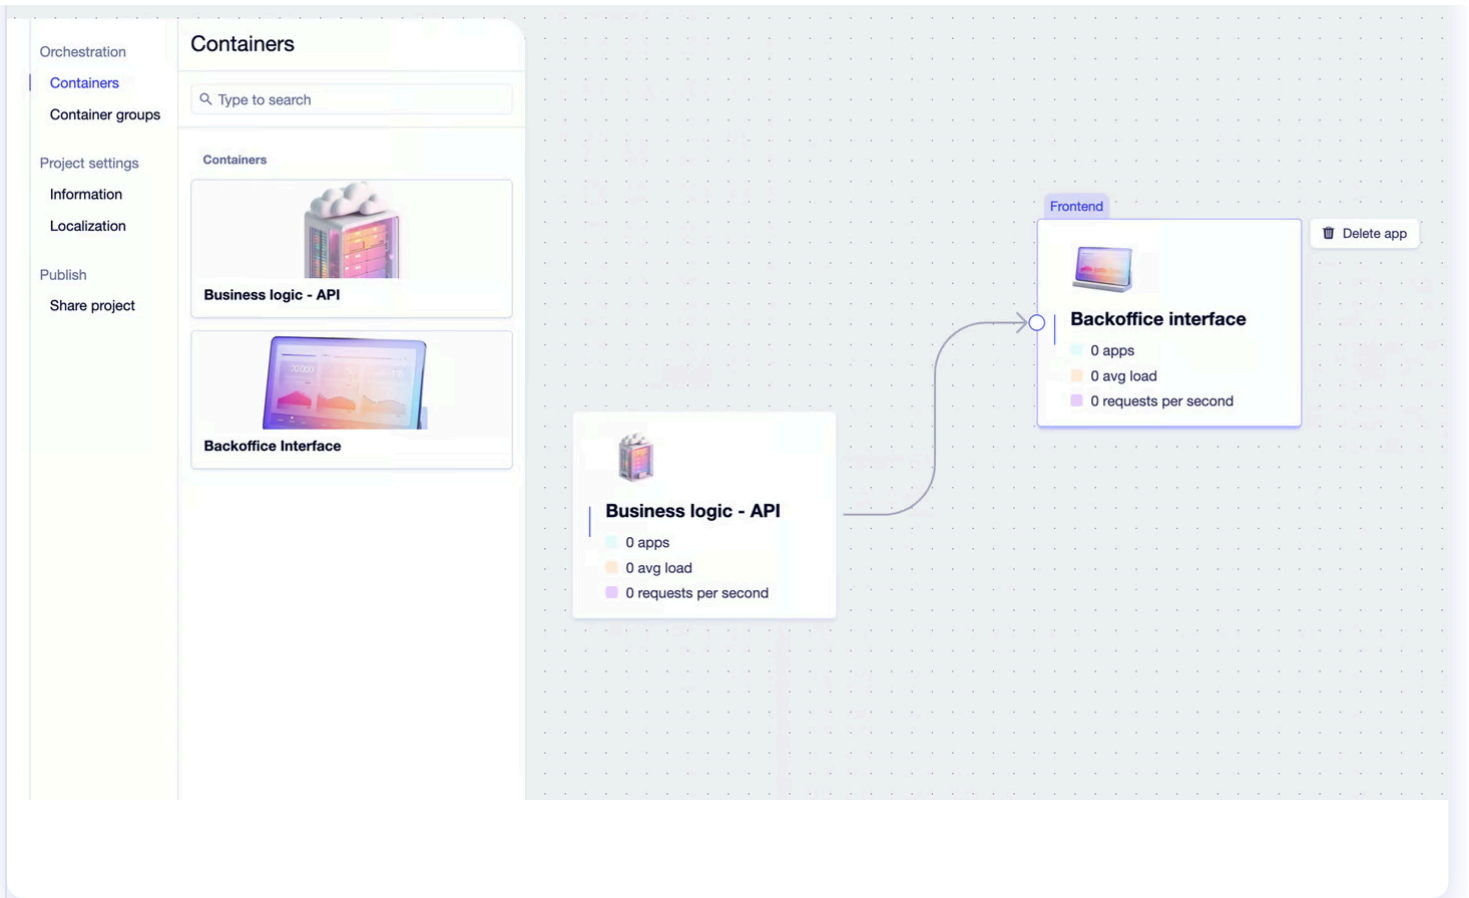 Orchestration
Containers
Container groups
Project settings
Information
Localization
Publish
Share project
Containers
Type to search
Containers
Business logic - API
70.000
Backoffice Interface
Business logic - API
0 apps
0 avg load
0 requests per second
Frontend
Backoffice interface
0 apps
0 avg load
0 requests per second
Delete app